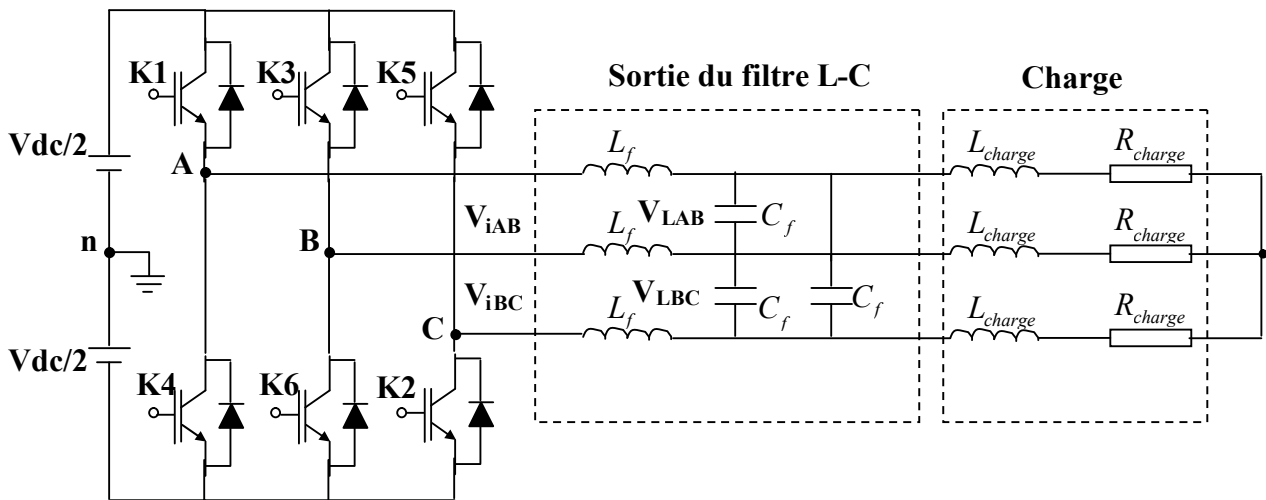 K1
K3
K5
Sortie du filtre L-C
Charge
Vdc/2
A
L_f
L_charge
R_charge
V_iAB
V_LAB
C_f
n
B
L_f
L_charge
R_charge
V_iBC
V_LBC
C_f
C_f
C
L_f
L_charge
R_charge
Vdc/2
K4
K6
K2